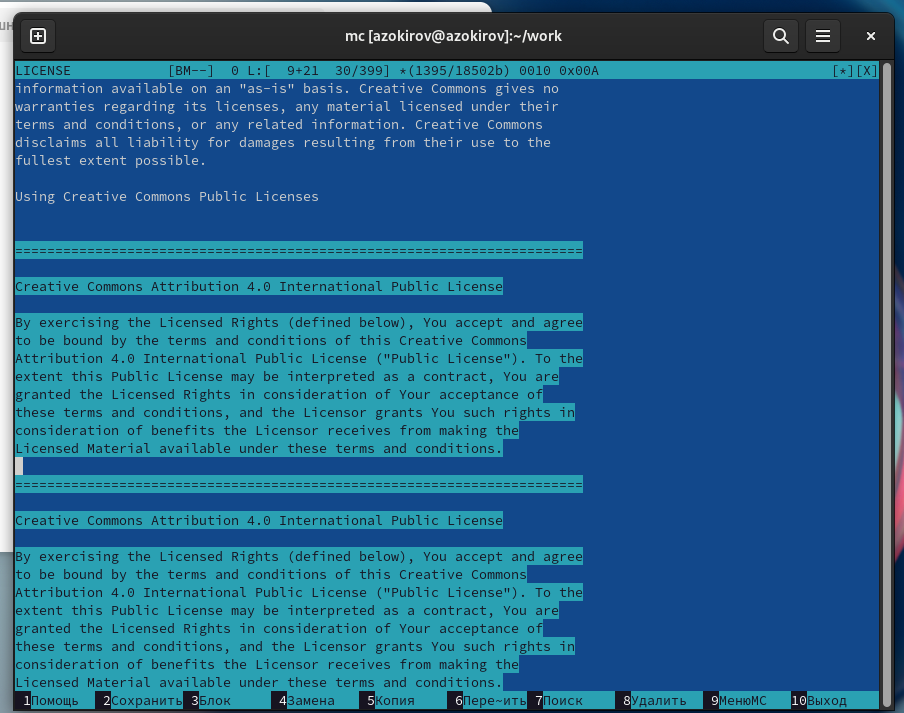 шн
mc [azokirov@azokirov]:~/work
LICENSE [BM--] 0 L:[ 9+21 30/399] *(1395/18502b) 0010 0x00A [*][X]
information available on an "as-is" basis. Creative Commons gives no
warranties regarding its licenses, any material licensed under their
terms and conditions, or any related information. Creative Commons
disclaims all liability for damages resulting from their use to the
fullest extent possible.
Using Creative Commons Public Licenses
=======================================================================
Creative Commons Attribution 4.0 International Public License
By exercising the Licensed Rights (defined below), You accept and agree
to be bound by the terms and conditions of this Creative Commons
Attribution 4.0 International Public License ("Public License"). To the
extent this Public License may be interpreted as a contract, You are
granted the Licensed Rights in consideration of Your acceptance of
these terms and conditions, and the Licensor grants You such rights in
consideration of benefits the Licensor receives from making the
Licensed Material available under these terms and conditions.
=======================================================================
Creative Commons Attribution 4.0 International Public License
By exercising the Licensed Rights (defined below), You accept and agree
to be bound by the terms and conditions of this Creative Commons
Attribution 4.0 International Public License ("Public License"). To the
extent this Public License may be interpreted as a contract, You are
granted the Licensed Rights in consideration of Your acceptance of
these terms and conditions, and the Licensor grants You such rights in
consideration of benefits the Licensor receives from making the
Licensed Material available under these terms and conditions.
1Помощь 2Сохранить 3Блок 4Замена 5Копия 6Пере~ить 7Поиск 8Удалить 9МенюМС 10Выход